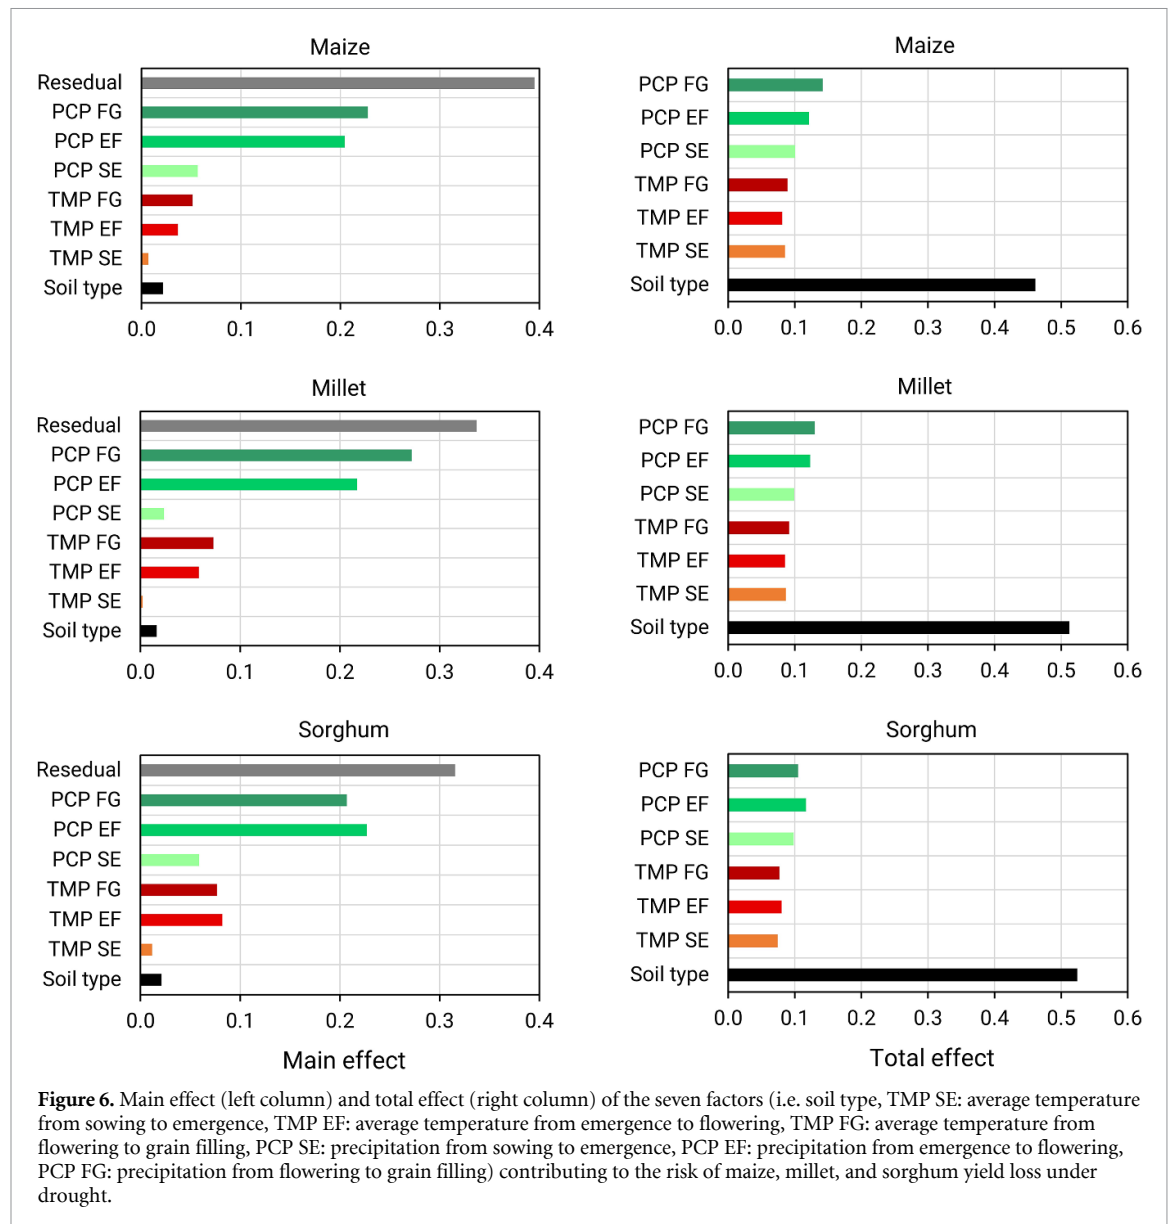 Maize
Resedual
PCP FG
PCP EF
PCP SE
TMP FG
TMP EF
TMP SE
Soil type
0.0 0.1 0.2 0.3 0.4
Maize
PCP FG
PCP EF
PCP SE
TMP FG
TMP EF
TMP SE
Soil type
0.0 0.1 0.2 0.3 0.4 0.5 0.6
Millet
Resedual
PCP FG
PCP EF
PCP SE
TMP FG
TMP EF
TMP SE
Soil type
0.0 0.1 0.2 0.3 0.4
Millet
PCP FG
PCP EF
PCP SE
TMP FG
TMP EF
TMP SE
Soil type
0.0 0.1 0.2 0.3 0.4 0.5 0.6
Sorghum
Resedual
PCP FG
PCP EF
PCP SE
TMP FG
TMP EF
TMP SE
Soil type
0.0 0.1 0.2 0.3 0.4
Main effect
Sorghum
PCP FG
PCP EF
PCP SE
TMP FG
TMP EF
TMP SE
Soil type
0.0 0.1 0.2 0.3 0.4 0.5 0.6
Total effect
Figure 6. Main effect (left column) and total effect (right column) of the seven factors (i.e. soil type, TMP SE: average temperature
from sowing to emergence, TMP EF: average temperature from emergence to flowering, TMP FG: average temperature from
flowering to grain filling, PCP SE: precipitation from sowing to emergence, PCP EF: precipitation from emergence to flowering,
PCP FG: precipitation from flowering to grain filling) contributing to the risk of maize, millet, and sorghum yield loss under
drought.